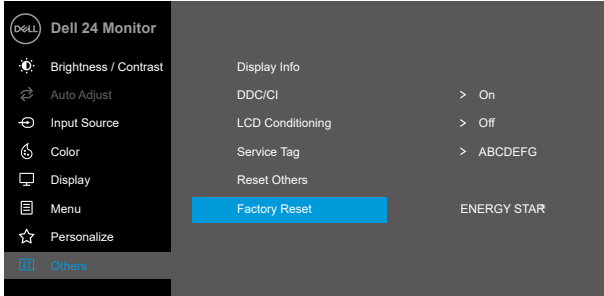 DELL Dell 24 Monitor
Brightness / Contrast
Display Info
Auto Adjust
DDC/CI > On
Input Source
LCD Conditioning > Off
Color
Service Tag > ABCDEFG
Display
Reset Others
Menu
Factory Reset ENERGY STAR®
Personalize
Others